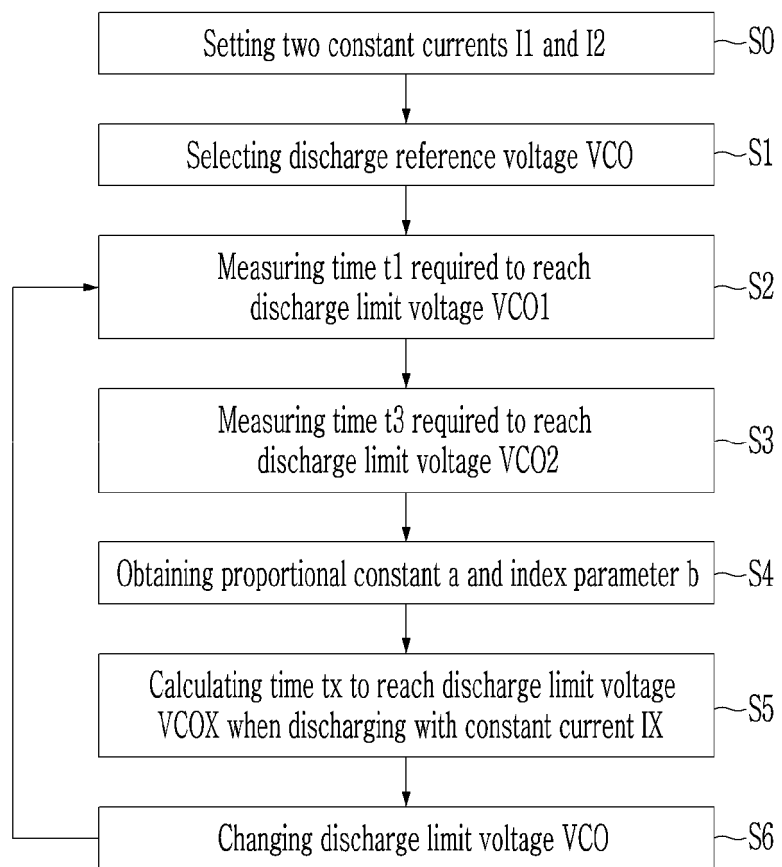 Setting two constant currents I1 and I2
S0
Selecting discharge reference voltage VCO
S1
Measuring time t1 required to reach
discharge limit voltage VCO1
S2
Measuring time t3 required to reach
discharge limit voltage VCO2
S3
Obtaining proportional constant a and index parameter b
S4
Calculating time tx to reach discharge limit voltage
VCOX when discharging with constant current IX
S5
Changing discharge limit voltage VCO
S6